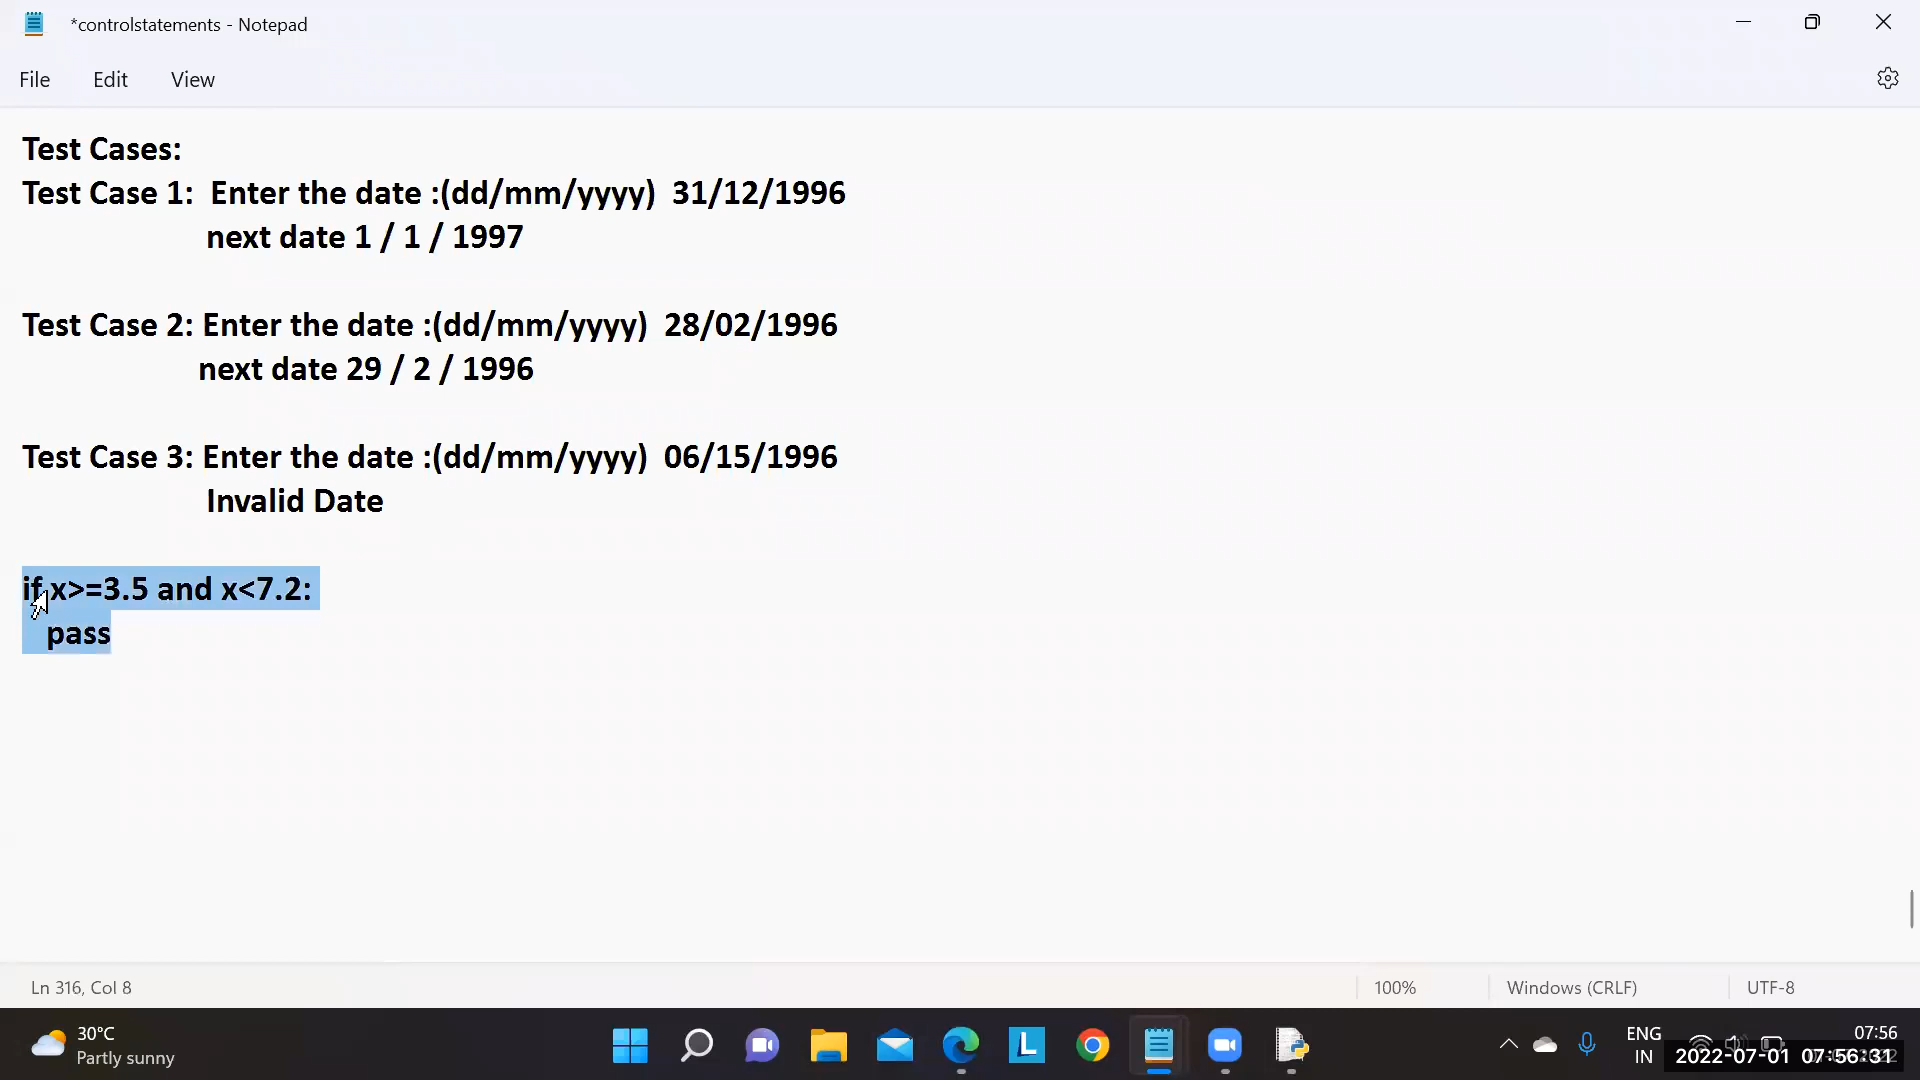 *controlstatements - Notepad
File Edit View
Test Cases:
Test Case 1:  Enter the date :(dd/mm/yyyy)  31/12/1996
next date 1 / 1 / 1997
Test Case 2: Enter the date :(dd/mm/yyyy)  28/02/1996
next date 29 / 2 / 1996
Test Case 3: Enter the date :(dd/mm/yyyy)  06/15/1996
Invalid Date
if x>=3.5 and x<7.2:
pass
Ln 316, Col 8 100% Windows (CRLF) UTF-8
30°C
Partly sunny
L
ENG
IN
07:56
2022-07-01 07:56:31